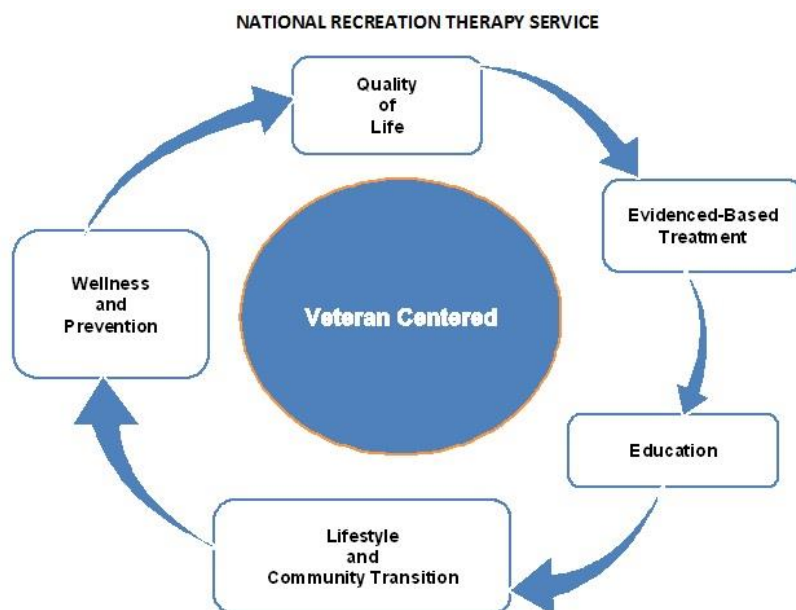 NATIONAL RECREATION THERAPY SERVICE
Quality
of
Life
Evidenced-Based
Treatment
Education
Lifestyle
and
Community Transition
Wellness
and
Prevention
Veteran Centered